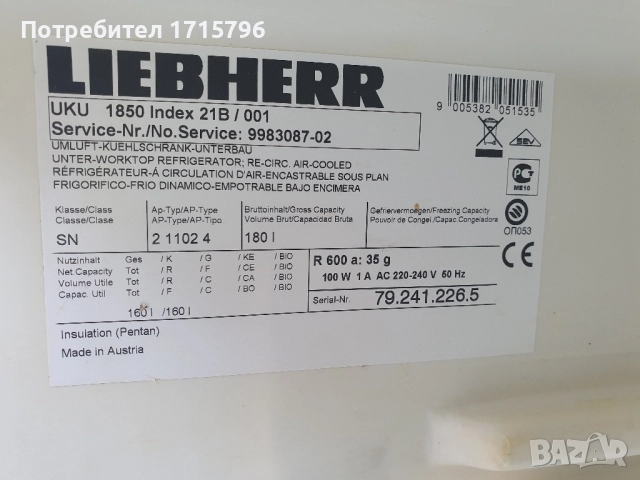 Потребител 1715796
LIEBHERR
UKU 1850 Index 21B / 001
Service-Nr./No.Service: 9983087-02
9 005382 051535
UMLUFT-KUEHLSCHRANK-UNTERBAU
UNTER-WORKTOP REFRIGERATOR; RE-CIRC. AIR-COOLED
RÉFRIGÉRATEUR-À CIRCULATION D'AIR-ENCASTRABLE SOUS PLAN
FRIGORIFICO-FRIO DINAMICO-EMPOTRABLE BAJO ENCIMERA
SEV
PC
ME10
ОП053
CE
Klasse/Class Ap-Typ/AP-Type Bruttoinhalt/Gross Capacity Gefriervermoegen/Freezing Capacity
Classe/Clase AP-Type/AP-Tipo Volume Brut/Capacidad Bruta Pouvoir de Congel./Capac.Congeladora
SN 2 1102 4 180 l
Nutzinhalt Ges /K /G /KE /BIO
Net Capacity Tot /R /F /CE /BIO
Volume Utile Tot /R /C /CA /BIO
Capac. Util Tot /F /C /BO /BIO
160 l /160 l
R 600 a: 35 g
100 W 1 A AC 220-240 V 50 Hz
Serial-Nr. 79.241.226.5
Insulation (Pentan)
Made in Austria
BAZAR